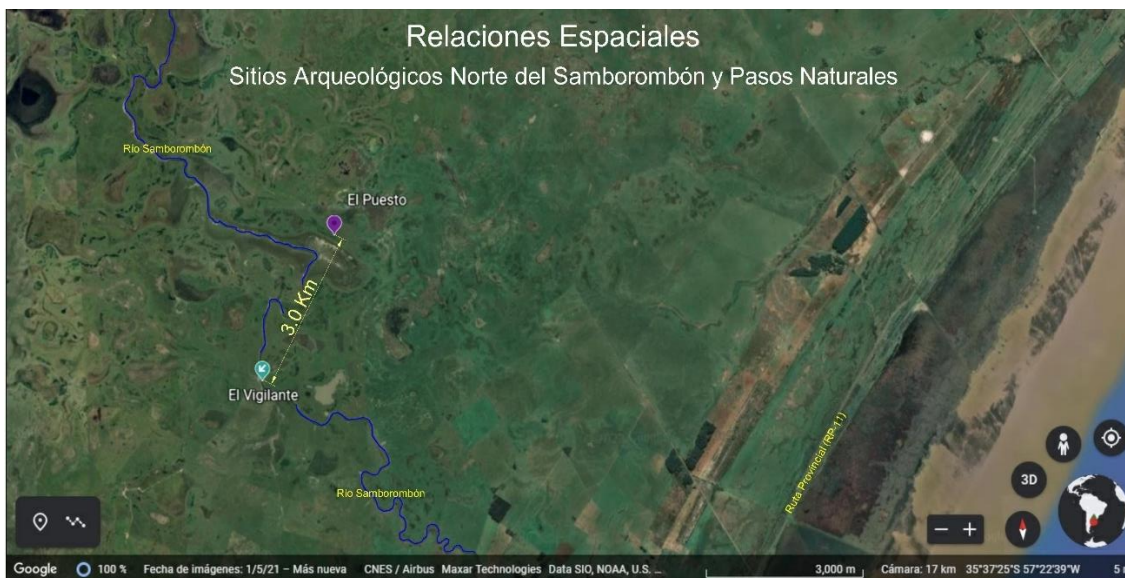 Relaciones Espaciales
Sitios Arqueológicos Norte del Samborombón y Pasos Naturales
Río Samborombón
El Puesto
3.0 Km
El Vigilante
Río Samborombón
Ruta Provincial (RP-11)
3D
Google 100 % Fecha de imágenes: 1/5/21 – Más nueva CNES / Airbus Maxar Technologies Data SIO, NOAA, U.S. ... 3,000 m Cámara: 17 km 35°37'25"S 57°22'39"W 5